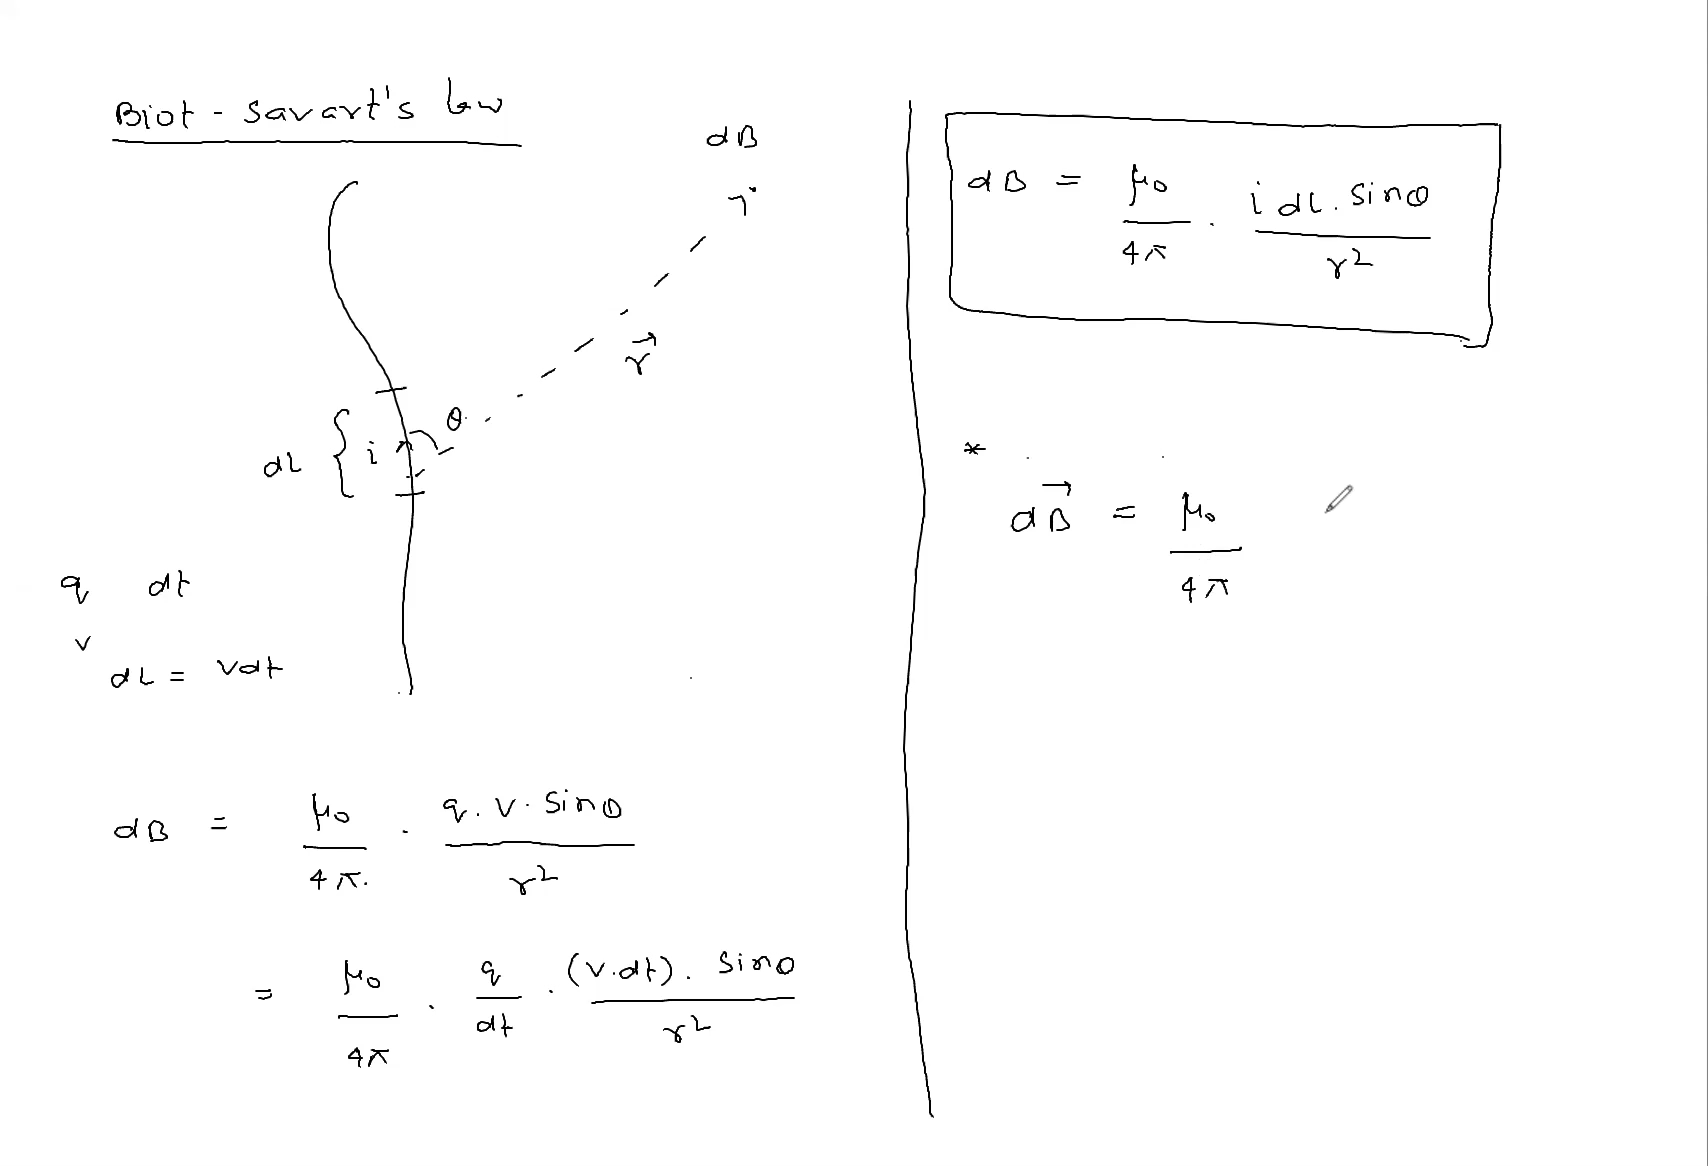 Biot - Savart's law
dB
r⃗
θ
dL { i
q dt
v
dL = vdt
dB = μ₀/4π. · q. v. sinθ/r²
= μ₀/4π · q/dt · (v.dt). sinθ/r²
dB = μ₀/4π · i dL. sinθ/r²
*
dB⃗ = μ₀/4π